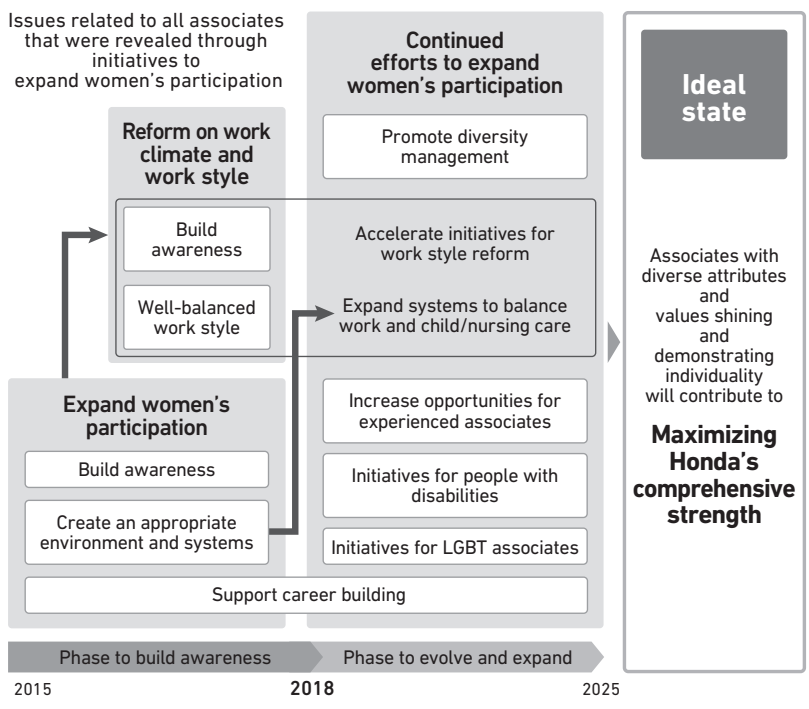 Issues related to all associates
that were revealed through
initiatives to
expand women's participation
Reform on work
climate and
work style
Build
awareness
Well-balanced
work style
Expand women's
participation
Build awareness
Create an appropriate
environment and systems
Continued
efforts to expand
women's participation
Promote diversity
management
Accelerate initiatives for
work style reform
Expand systems to balance
work and child/nursing care
Increase opportunities for
experienced associates
Initiatives for people with
disabilities
Initiatives for LGBT associates
Support career building
Ideal
state
Associates with
diverse attributes
and
values shining
and
demonstrating
individuality
will contribute to
Maximizing
Honda's
comprehensive
strength
Phase to build awareness
Phase to evolve and expand
2015
2018
2025